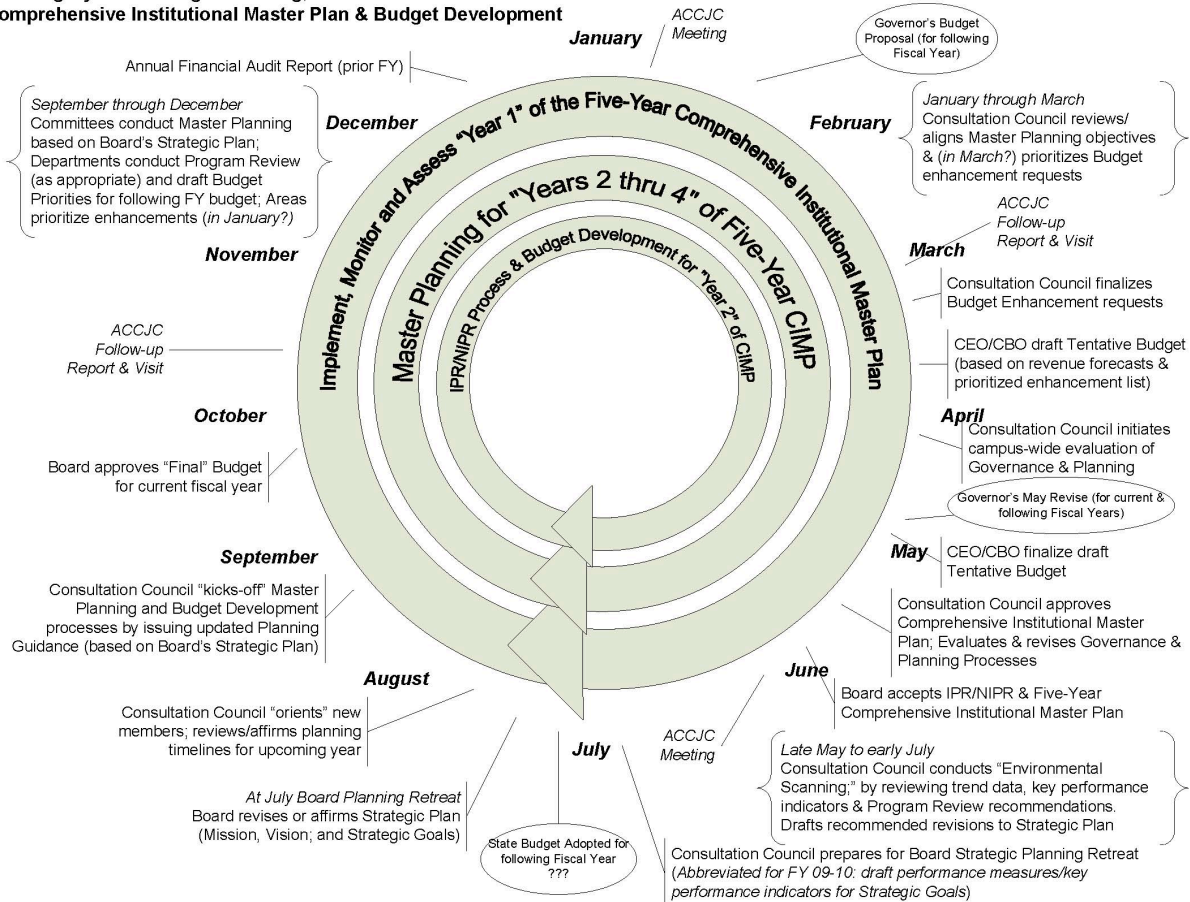 omprehensive Institutional Master Plan & Budget Development
January
ACCJC
Meeting
Governor's Budget
Proposal (for following
Fiscal Year)
Annual Financial Audit Report (prior FY)
September through December
Committees conduct Master Planning
based on Board's Strategic Plan;
Departments conduct Program Review
(as appropriate) and draft Budget
Priorities for following FY budget; Areas
prioritize enhancements (in January?)
December
February
January through March
Consultation Council reviews/
aligns Master Planning objectives
& (in March?) prioritizes Budget
enhancement requests
ACCJC
Follow-up
Report & Visit
November
March
Consultation Council finalizes
Budget Enhancement requests
Implement, Monitor and Assess "Year 1" of the Five-Year Comprehensive Institutional Master Plan
Master Planning for "Years 2 thru 4" of Five-Year CIMP
IPR/NIPR Process & Budget Development for "Year 2" of CIMP
ACCJC
Follow-up
Report & Visit
CEO/CBO draft Tentative Budget
(based on revenue forecasts &
prioritized enhancement list)
October
April
Consultation Council initiates
campus-wide evaluation of
Governance & Planning
Board approves "Final" Budget
for current fiscal year
Governor's May Revise (for current &
following Fiscal Years)
September
May
CEO/CBO finalize draft
Tentative Budget
Consultation Council "kicks-off" Master
Planning and Budget Development
processes by issuing updated Planning
Guidance (based on Board's Strategic Plan)
Consultation Council approves
Comprehensive Institutional Master
Plan; Evaluates & revises Governance &
Planning Processes
August
June
Board accepts IPR/NIPR & Five-Year
Comprehensive Institutional Master Plan
Consultation Council "orients" new
members; reviews/affirms planning
timelines for upcoming year
July
ACCJC
Meeting
Late May to early July
Consultation Council conducts "Environmental
Scanning;" by reviewing trend data, key performance
indicators & Program Review recommendations.
Drafts recommended revisions to Strategic Plan
At July Board Planning Retreat
Board revises or affirms Strategic Plan
(Mission, Vision; and Strategic Goals)
State Budget Adopted for
following Fiscal Year
???
Consultation Council prepares for Board Strategic Planning Retreat
(Abbreviated for FY 09-10: draft performance measures/key
performance indicators for Strategic Goals)